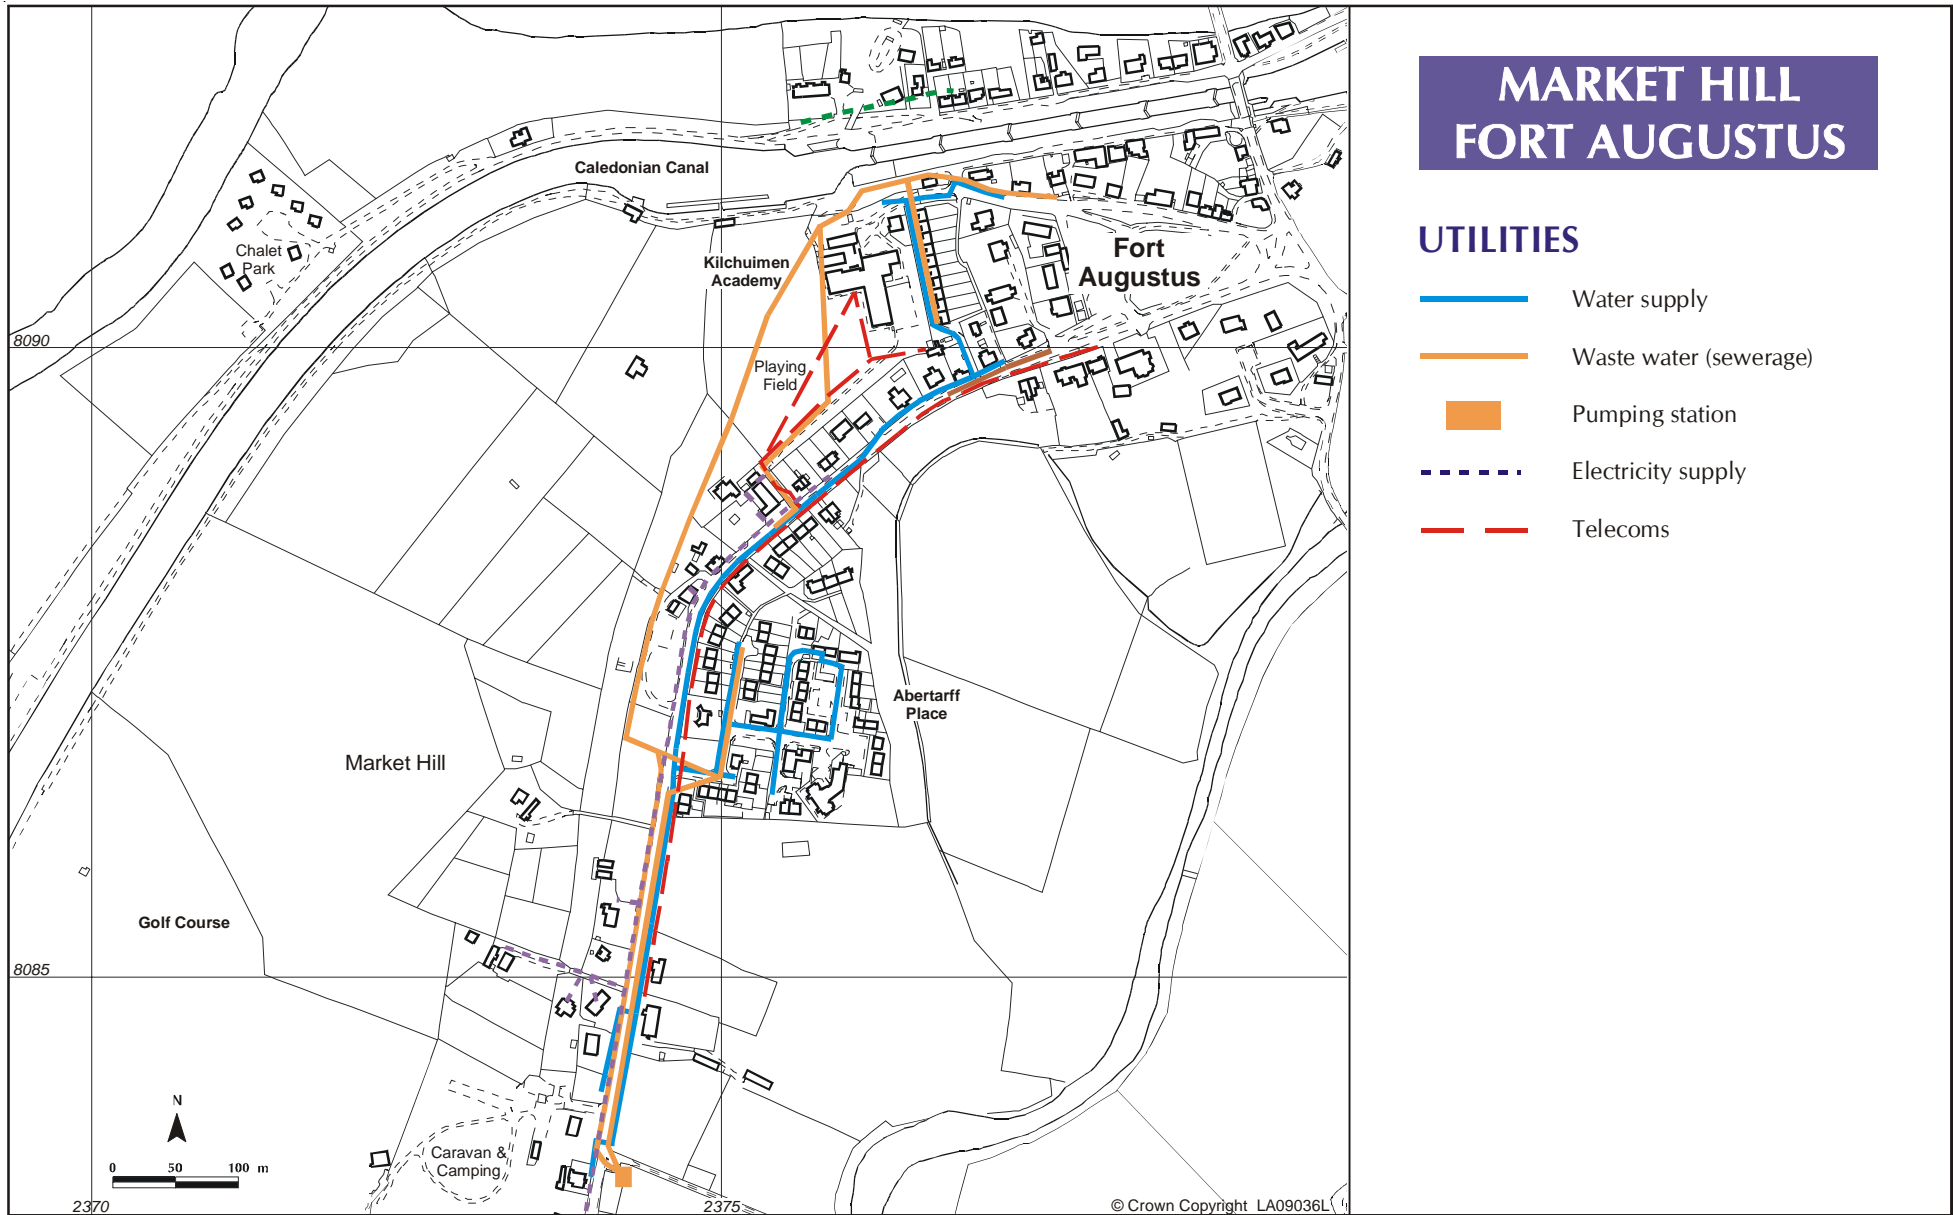 MARKET HILL
FORT AUGUSTUS
UTILITIES
Water supply
Waste water (sewerage)
Pumping station
Electricity supply
Telecoms
Caledonian Canal
Chalet
Park
Kilchuimen
Academy
Fort
Augustus
8090
Playing
Field
Abertarff
Place
Market Hill
Golf Course
8085
N
0 50 100 m
Caravan &
Camping
2370
2375
© Crown Copyright LA09036L